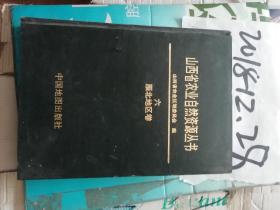 山西省农业自然资源丛书
山西省农业区划委员会 编
六
雁北地区卷
中国地图出版社
2018.12.28